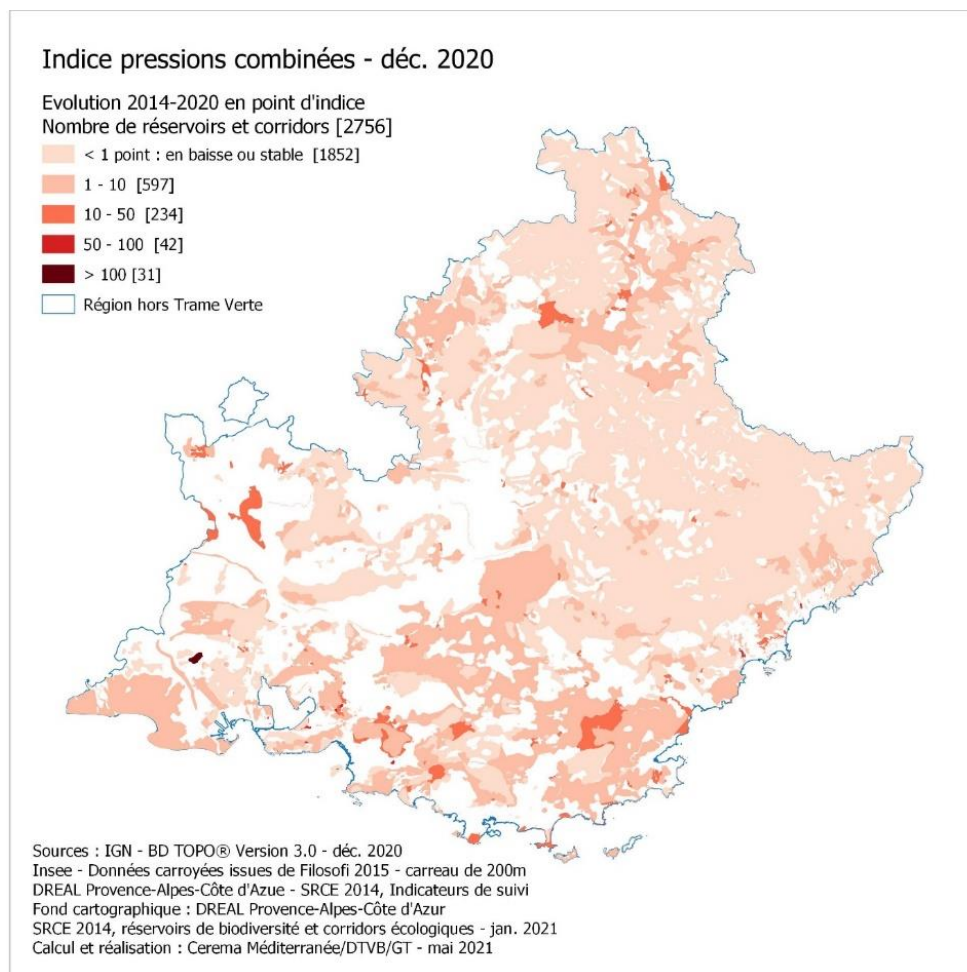 Indice pressions combinées - déc. 2020
Evolution 2014-2020 en point d'indice
Nombre de réservoirs et corridors [2756]
< 1 point : en baisse ou stable [1852]
1 - 10 [597]
10 - 50 [234]
50 - 100 [42]
> 100 [31]
Région hors Trame Verte
Sources : IGN - BD TOPO® Version 3.0 - déc. 2020
Insee - Données carroyées issues de Filosofi 2015 - carreau de 200m
DREAL Provence-Alpes-Côte d'Azue - SRCE 2014, Indicateurs de suivi
Fond cartographique : DREAL Provence-Alpes-Côte d'Azur
SRCE 2014, réservoirs de biodiversité et corridors écologiques - jan. 2021
Calcul et réalisation : Cerema Méditerranée/DTVB/GT - mai 2021